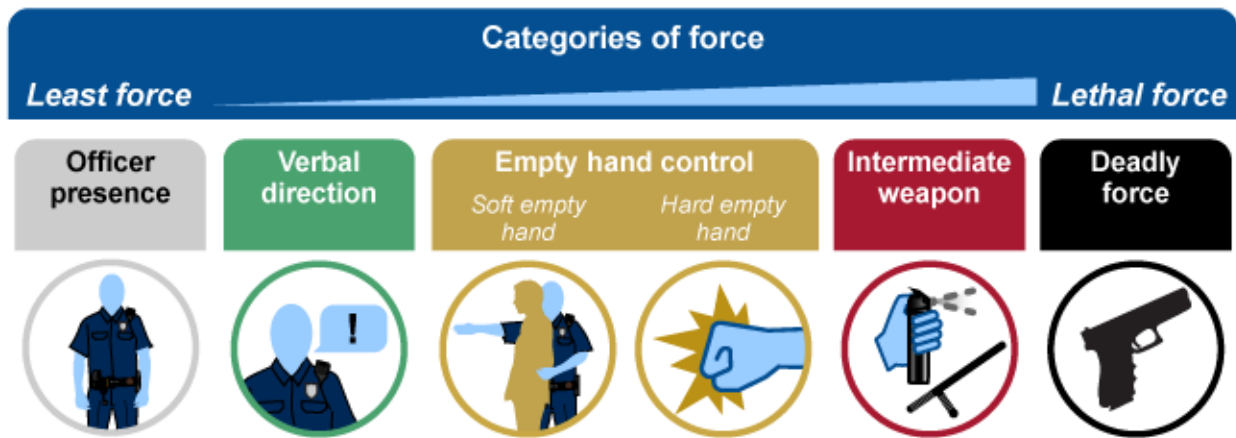 Categories of force
Least force
Lethal force
Officer
presence
Verbal
direction
Empty hand control
Soft empty
hand
Hard empty
hand
Intermediate
weapon
Deadly
force
!